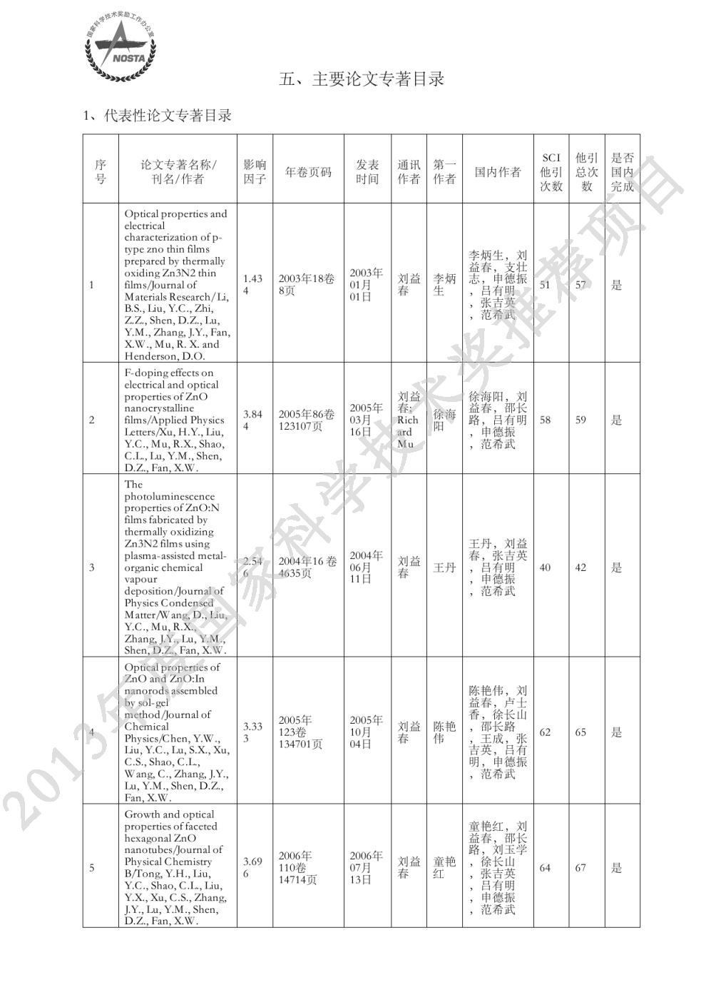 国家科学技术奖励工作办公室
NOSTA
五、主要论文专著目录
1、代表性论文专著目录
序
号
论文专著名称/
刊名/作者
影响
因子
年卷页码
发表
时间
通讯
作者
第一
作者
国内作者
SCI
他引
次数
他引
总次
数
是否
国内
完成
1
Optical properties and
electrical
characterization of p-
type zno thin films
prepared by thermally
oxiding Zn3N2 thin
films/Journal of
Materials Research/Li,
B.S., Liu, Y.C., Zhi,
Z.Z., Shen, D.Z., Lu,
Y.M., Zhang, J.Y., Fan,
X.W., Mu, R. X. and
Henderson, D.O.
1.43
4
2003年18卷
8页
2003年
01月
01日
刘益
春
李炳
生
李炳生，刘
益春，支壮
志，申德振
，吕有明
，张吉英
，范希武
51
57
是
2
F-doping effects on
electrical and optical
properties of ZnO
nanocrystalline
films/Applied Physics
Letters/Xu, H.Y., Liu,
Y.C., Mu, R.X., Shao,
C.L., Lu, Y.M., Shen,
D.Z., Fan, X.W.
3.84
4
2005年86卷
123107页
2005年
03月
16日
刘益
春;
Rich
ard
Mu
徐海
阳
徐海阳，刘
益春，邵长
路，吕有明
，申德振
，范希武
58
59
是
3
The
photoluminescence
properties of ZnO:N
films fabricated by
thermally oxidizing
Zn3N2 films using
plasma-assisted metal-
organic chemical
vapour
deposition/Journal of
Physics Condensed
Matter/Wang, D., Liu,
Y.C., Mu, R.X.,
Zhang, J.Y., Lu, Y.M.,
Shen, D.Z., Fan, X.W.
2.54
6
2004年16 卷
4635页
2004年
06月
11日
刘益
春
王丹
王丹，刘益
春，张吉英
，吕有明
，申德振
，范希武
40
42
是
4
Optical properties of
ZnO and ZnO:In
nanorods assembled
by sol-gel
method/Journal of
Chemical
Physics/Chen, Y.W.,
Liu, Y.C., Lu, S.X., Xu,
C.S., Shao, C.L.,
Wang, C., Zhang, J.Y.,
Lu, Y.M., Shen, D.Z.,
Fan, X.W.
3.33
3
2005年
123卷
134701页
2005年
10月
04日
刘益
春
陈艳
伟
陈艳伟，刘
益春，卢士
香，徐长山
，邵长路
，王成，张
吉英，吕有
明，申德振
，范希武
62
65
是
5
Growth and optical
properties of faceted
hexagonal ZnO
nanotubes/Journal of
Physical Chemistry
B/Tong, Y.H., Liu,
Y.C., Shao, C.L., Liu,
Y.X., Xu, C.S., Zhang,
J.Y., Lu, Y.M., Shen,
D.Z., Fan, X.W.
3.69
6
2006年
110卷
14714页
2006年
07月
13日
刘益
春
童艳
红
童艳红，刘
益春，邵长
路，刘玉学
，徐长山
，张吉英
，吕有明
，申德振
，范希武
64
67
是
2013年度国家科学技术奖推荐项目